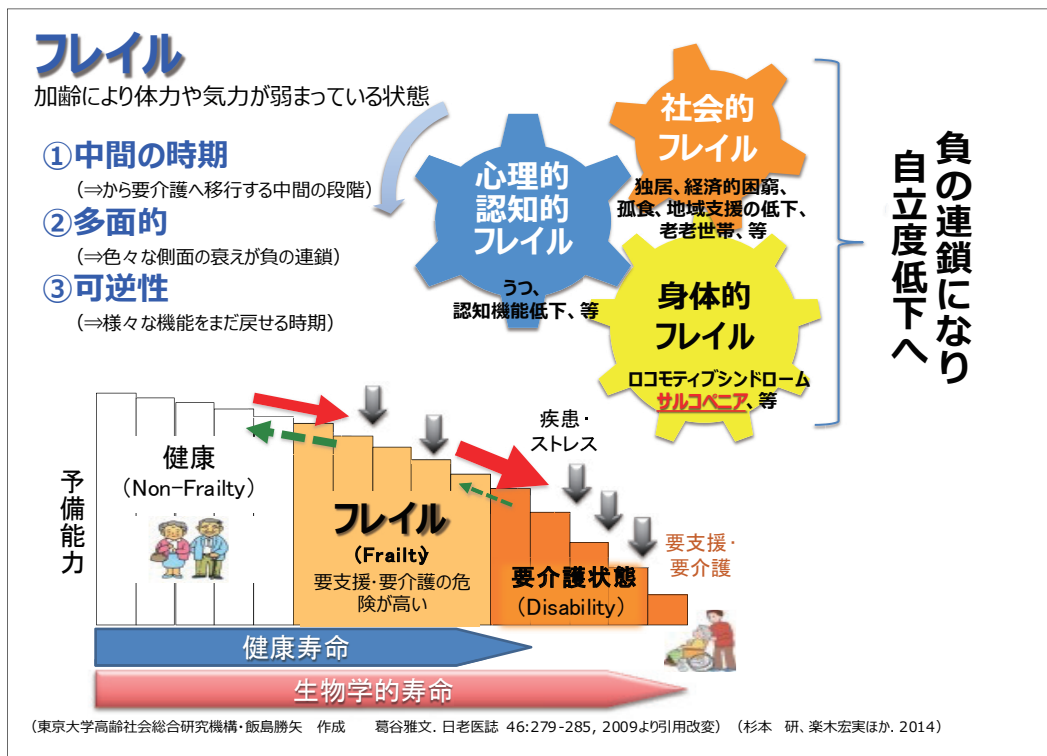 フレイル
加齢により体力や気力が弱まっている状態
①中間の時期
（⇒から要介護へ移行する中間の段階）
②多面的
（⇒色々な側面の衰えが負の連鎖）
③可逆性
（⇒様々な機能をまだ戻せる時期）
社会的
フレイル
独居、経済的困窮、
孤食、地域支援の低下、
老老世帯、等
心理的
認知的
フレイル
うつ、
認知機能低下、等
身体的
フレイル
ロコモティブシンドローム
サルコペニア、等
負の連鎖になり
自立度低下へ
予備能力
健康
（Non-Frailty）
フレイル
（Frailty）
要支援・要介護の危
険が高い
疾患・
ストレス
要介護状態
（Disability）
要支援・
要介護
健康寿命
生物学的寿命
（東京大学高齢社会総合研究機構・飯島勝矢　作成　　葛谷雅文. 日老医誌 46:279-285, 2009より引用改変）（杉本　研、楽木宏実ほか. 2014）